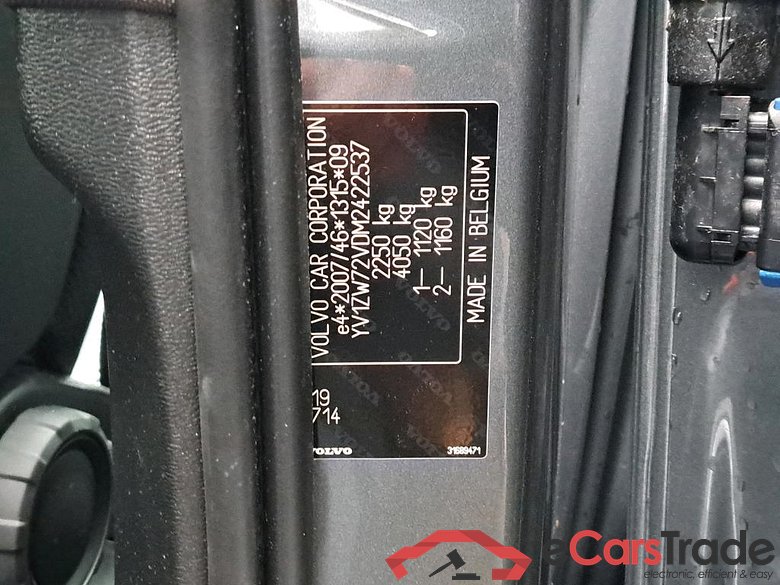 VOLVO CAR CORPORATION
e4*2007/46*1315*09
YV1ZW72VDM2422537
2250 kg
4050 kg
1– 1120 kg
2– 1160 kg
MADE IN BELGIUM
19
714
VOLVO
31689471
eCarsTrade
electronic, efficient & easy